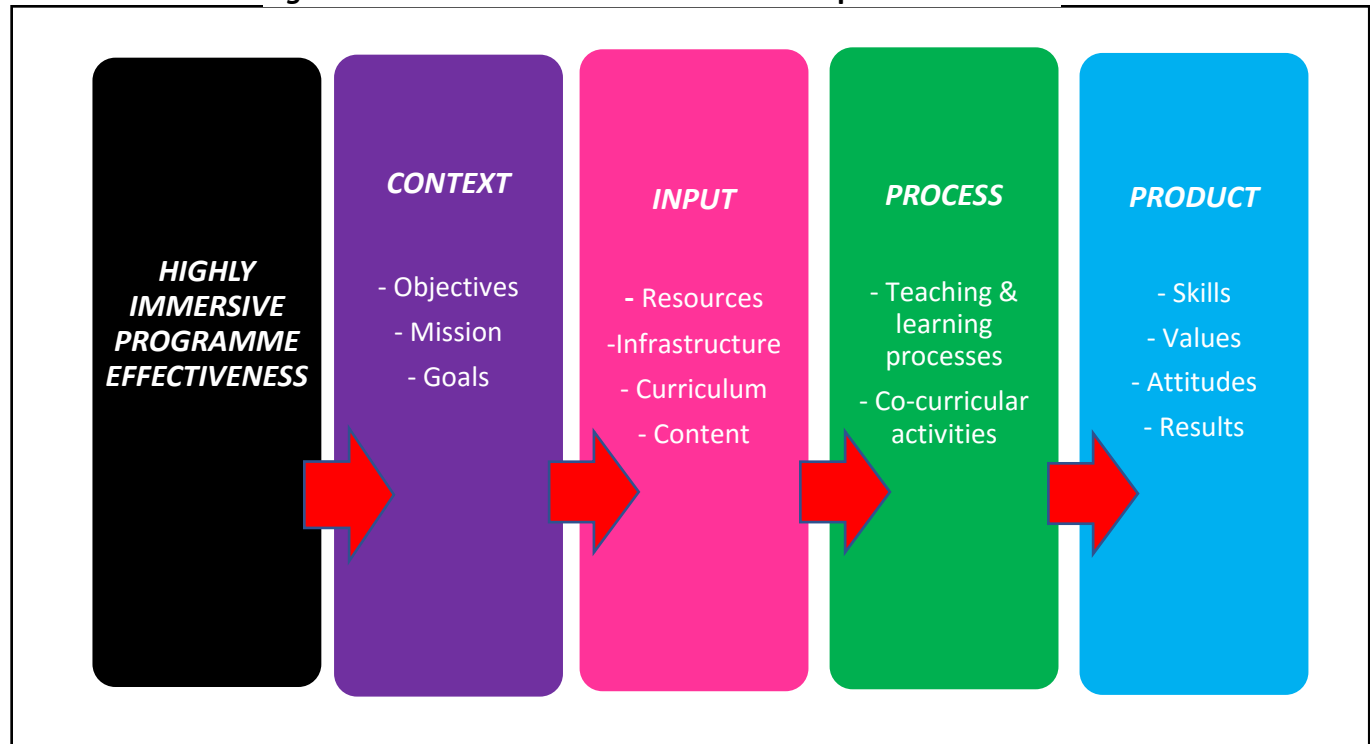 HIGHLY
IMMERSIVE
PROGRAMME
EFFECTIVENESS
CONTEXT
- Objectives
- Mission
- Goals
INPUT
- Resources
-Infrastructure
- Curriculum
- Content
PROCESS
- Teaching &
learning
processes
- Co-curricular
activities
PRODUCT
- Skills
- Values
- Attitudes
- Results